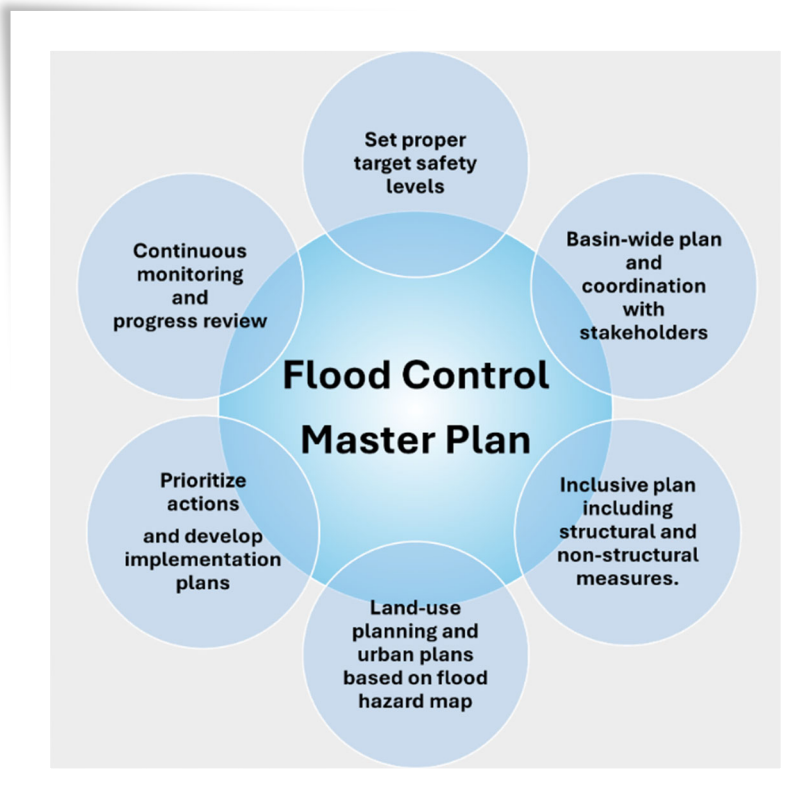 Set proper
target safety
levels
Basin-wide plan
and
coordination
with
stakeholders
Inclusive plan
including
structural and
non-structural
measures.
Land-use
planning and
urban plans
based on flood
hazard map
Prioritize
actions
and develop
implementation
plans
Continuous
monitoring
and
progress review
Flood Control
Master Plan